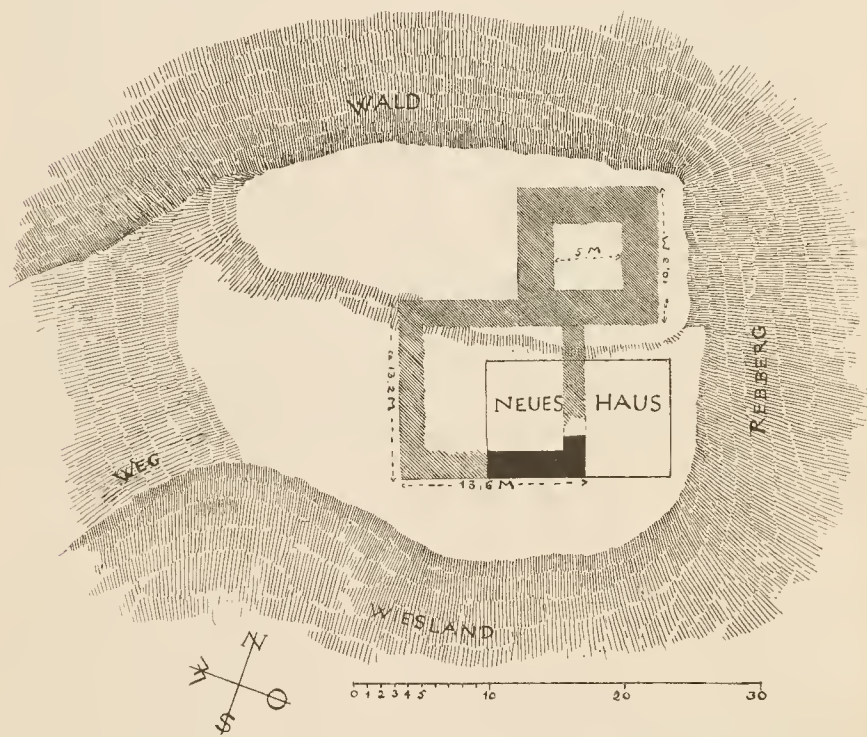 WALD
5 M
10,3 M
13,2 M
NEUES HAUS
REBBERG
WEG
13,6 M
WIESLAND
N
W
O
S
0 1 2 3 4 5 10 20 30